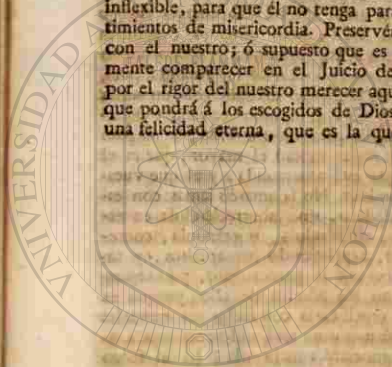 inflexible, para que él no tenga par
timientos de misericordia. Preservé
con el nuestro; ó supuesto que es
mente comparecer en el Juicio de
por el rigor del nuestro merecer aqu
que pondrá á los escogidos de Dios
una felicidad eterna, que es la qu
UNIVERSIDAD A
O LEON